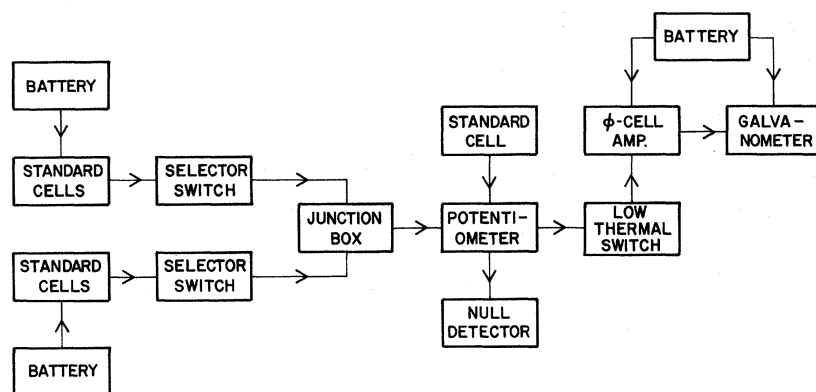 BATTERY
BATTERY
STANDARD
CELLS
SELECTOR
SWITCH
STANDARD
CELL
ϕ-CELL
AMP.
GALVA-
NOMETER
JUNCTION
BOX
POTENTI-
OMETER
LOW
THERMAL
SWITCH
STANDARD
CELLS
SELECTOR
SWITCH
NULL
DETECTOR
BATTERY